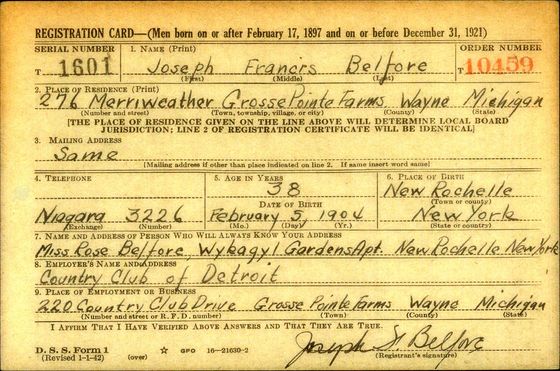 REGISTRATION CARD—(Men born on or after February 17, 1897 and on or before December 31, 1921)
SERIAL NUMBER
T 1601
1. NAME (Print)
Joseph Francis Belfore
(First) (Middle) (Last)
ORDER NUMBER
T 10459
2. PLACE OF RESIDENCE (Print)
276 Merriweather Grosse Pointe Farms Wayne Michigan
(Number and street) (Town, township, village, or city) (County) (State)
[THE PLACE OF RESIDENCE GIVEN ON THE LINE ABOVE WILL DETERMINE LOCAL BOARD
JURISDICTION; LINE 2 OF REGISTRATION CERTIFICATE WILL BE IDENTICAL]
3. MAILING ADDRESS
Same
[Mailing address if other than place indicated on line 2. If same insert word same]
4. TELEPHONE
Niagara 3226
(Exchange) (Number)
5. AGE IN YEARS
38
DATE OF BIRTH
February 5, 1904
(Mo.) (Day) (Yr.)
6. PLACE OF BIRTH
New Rochelle
(Town or county)
New York
(State or country)
7. NAME AND ADDRESS OF PERSON WHO WILL ALWAYS KNOW YOUR ADDRESS
Miss Rose Belfore, Wykagyl Gardens Apt. New Rochelle New York
8. EMPLOYER'S NAME AND ADDRESS
Country Club of Detroit
9. PLACE OF EMPLOYMENT OR BUSINESS
220 Country Club Drive Grosse Pointe Farms Wayne Michigan
(Number and street or R. F. D. number) (Town) (County) (State)
I AFFIRM THAT I HAVE VERIFIED ABOVE ANSWERS AND THAT THEY ARE TRUE.
D. S. S. Form 1
(Revised 1-1-42) (over) ☆ GPO 16—21630-2
Joseph F. Belfore
(Registrant's signature)